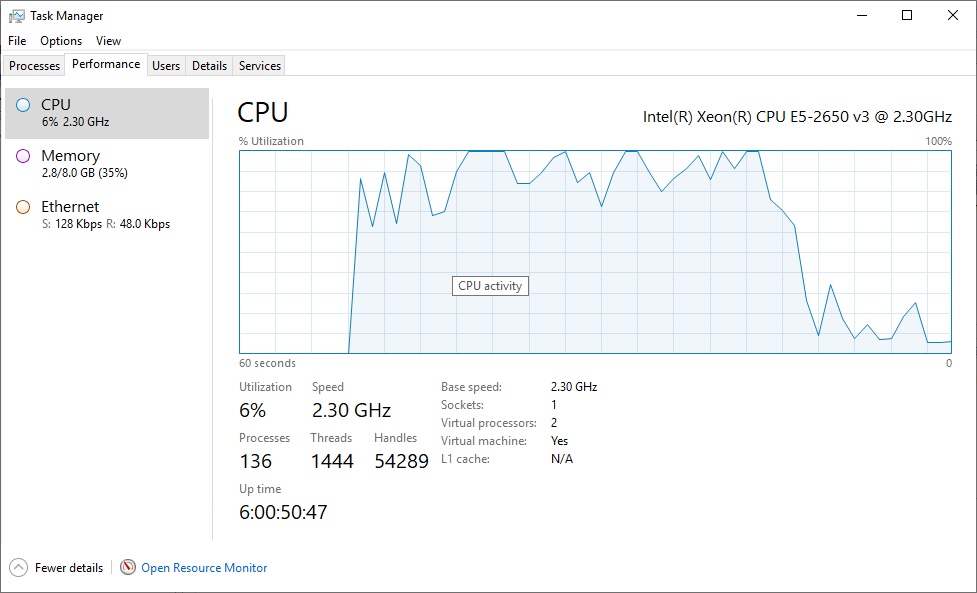 Task Manager
File Options View
Processes Performance Users Details Services
CPU
6% 2.30 GHz
Memory
2.8/8.0 GB (35%)
Ethernet
S: 128 Kbps R: 48.0 Kbps
CPU
Intel(R) Xeon(R) CPU E5-2650 v3 @ 2.30GHz
% Utilization 100%
CPU activity
60 seconds 0
Utilization Speed
6% 2.30 GHz
Processes Threads Handles
136 1444 54289
Up time
6:00:50:47
Base speed: 2.30 GHz
Sockets: 1
Virtual processors: 2
Virtual machine: Yes
L1 cache: N/A
Fewer details Open Resource Monitor